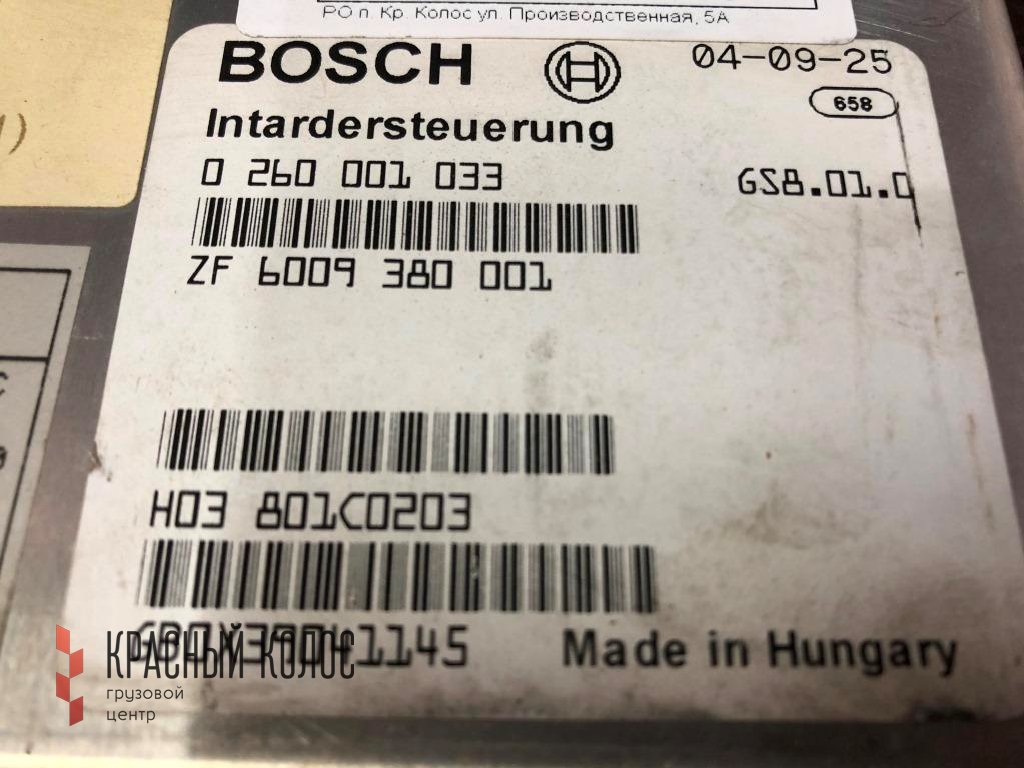 РО п. Кр. Колос ул. Производственная, 5А
BOSCH
04-09-25
658
Intardersteuerung
0 260 001 033
GS8.01.0
ZF 6009 380 001
H03 801C0203
Made in Hungary
КРАСНЫЙ КОЛОС
грузовой
центр